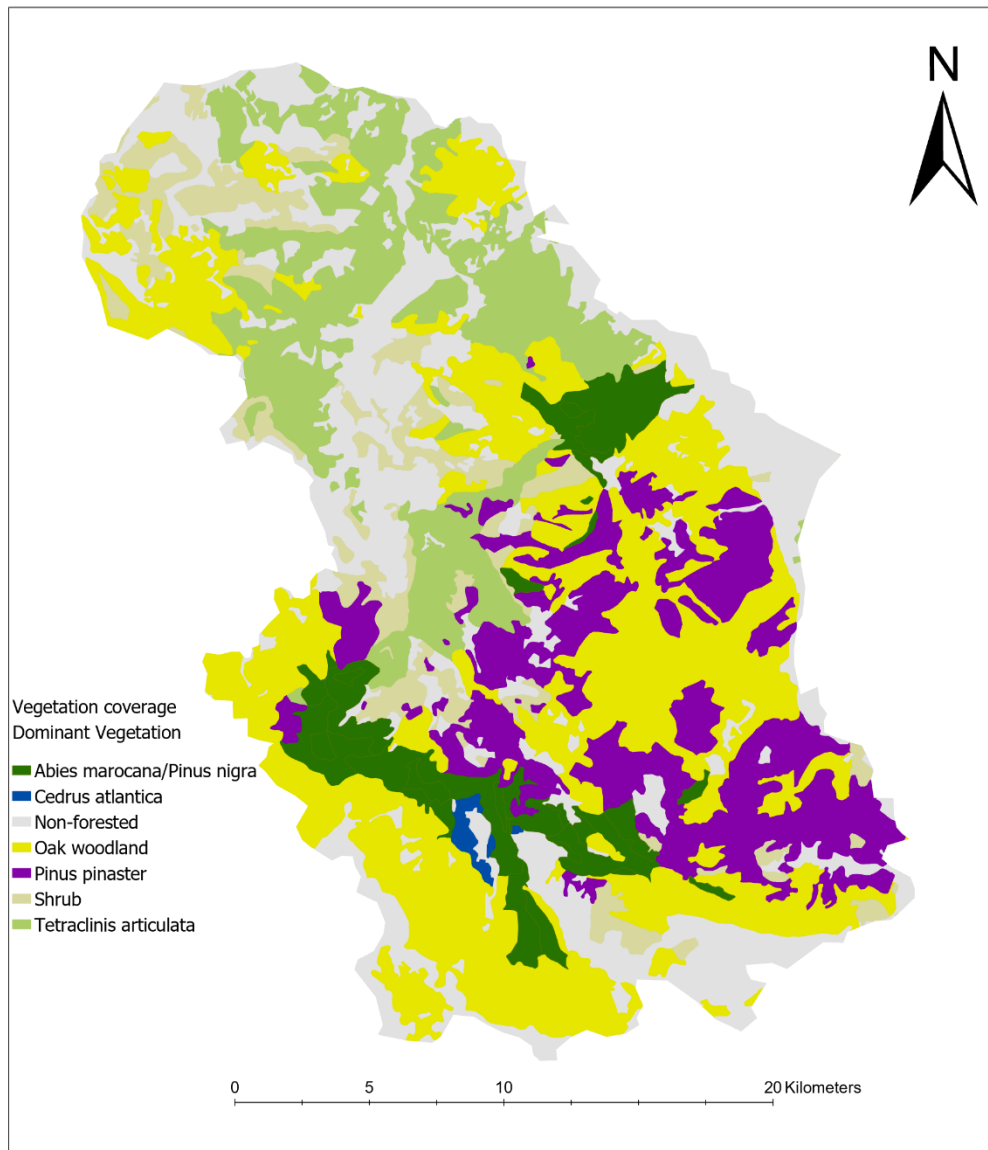 N
Vegetation coverage
Dominant Vegetation
Abies marocana/Pinus nigra
Cedrus atlantica
Non-forested
Oak woodland
Pinus pinaster
Shrub
Tetraclinis articulata
0 5 10 20 Kilometers